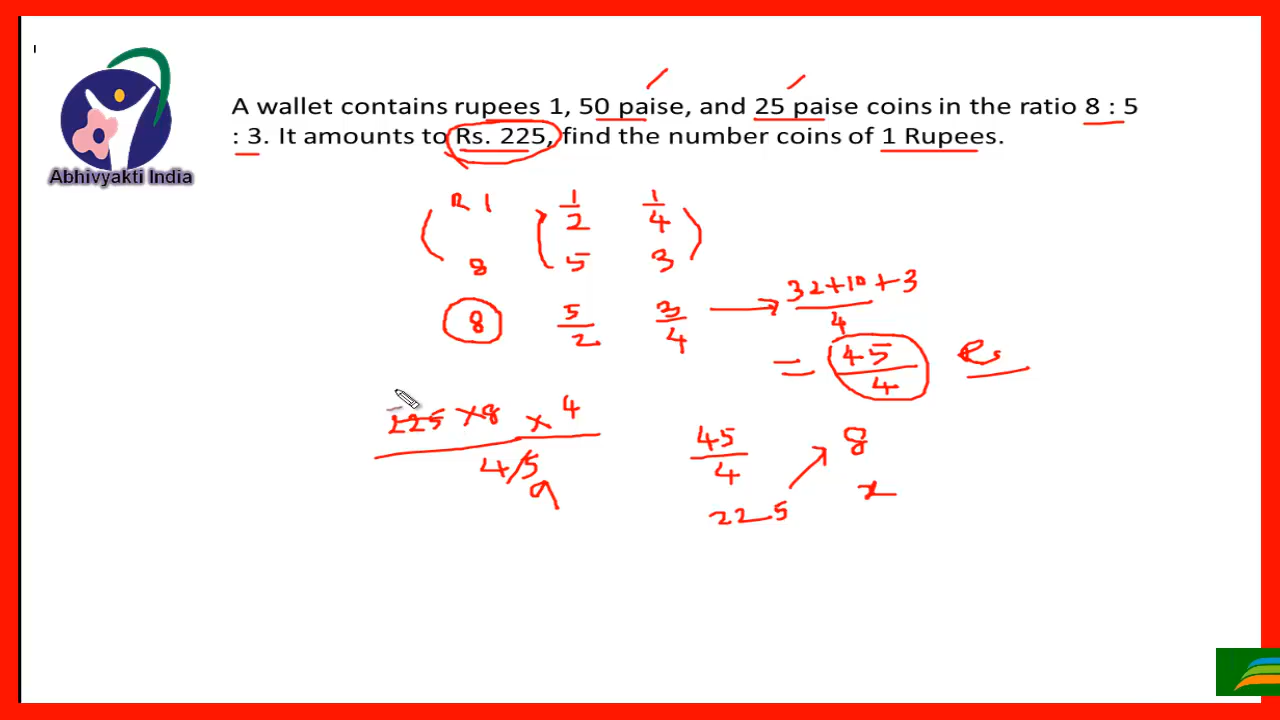 A wallet contains rupees 1, 50 paise, and 25 paise coins in the ratio 8 : 5
: 3. It amounts to Rs. 225, find the number coins of 1 Rupees.
Abhivyakti India
R 1 1/2 1/4
8 5 3
8 5/2 3/4 → 32+10+3/4
= 45/4 Rs
225 × 8 × 4
45
9
45/4 8
225 x